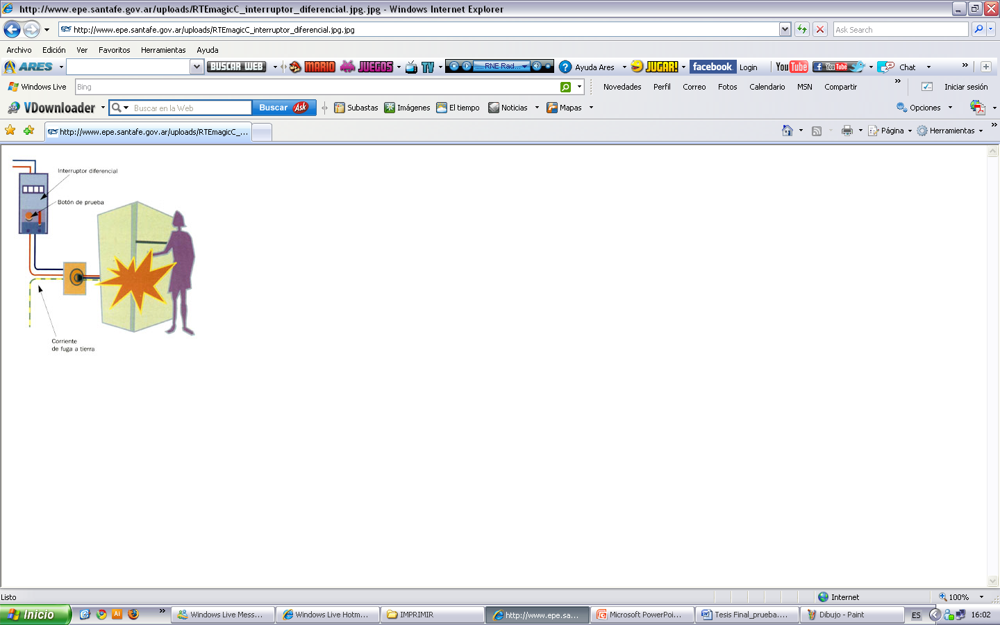 http://www.epe.santafe.gov.ar/uploads/RTEmagicC_interruptor_diferencial.jpg.jpg - Windows Internet Explorer
epe http://www.epe.santafe.gov.ar/uploads/RTEmagicC_interruptor_diferencial.jpg.jpg Ask Search
Archivo Edición Ver Favoritos Herramientas Ayuda
ARES BUSCAR WEB MARIO JUEGOS TV ..... RNE Rad... Ayuda Ares JUGAR! facebook Login YouTube YouTube Chat »
Windows Live Bing Novedades Perfil Correo Fotos Calendario MSN Compartir » Iniciar sesión
VDownloader Buscar en la Web Buscar Ask Subastas Imágenes El tiempo Noticias Mapas Opciones
epe http://www.epe.santafe.gov.ar/uploads/RTEmagicC_... Página Herramientas »
Interruptor diferencial
Botón de prueba
Corriente
de fuga a tierra
Listo Internet 100%
Inicio Ai » Windows Live Mess... Windows Live Hotm... IMPRIMIR http://www.epe.sa... Microsoft PowerPoi... Tesis Final_prueba.... Dibujo - Paint ES 16:02